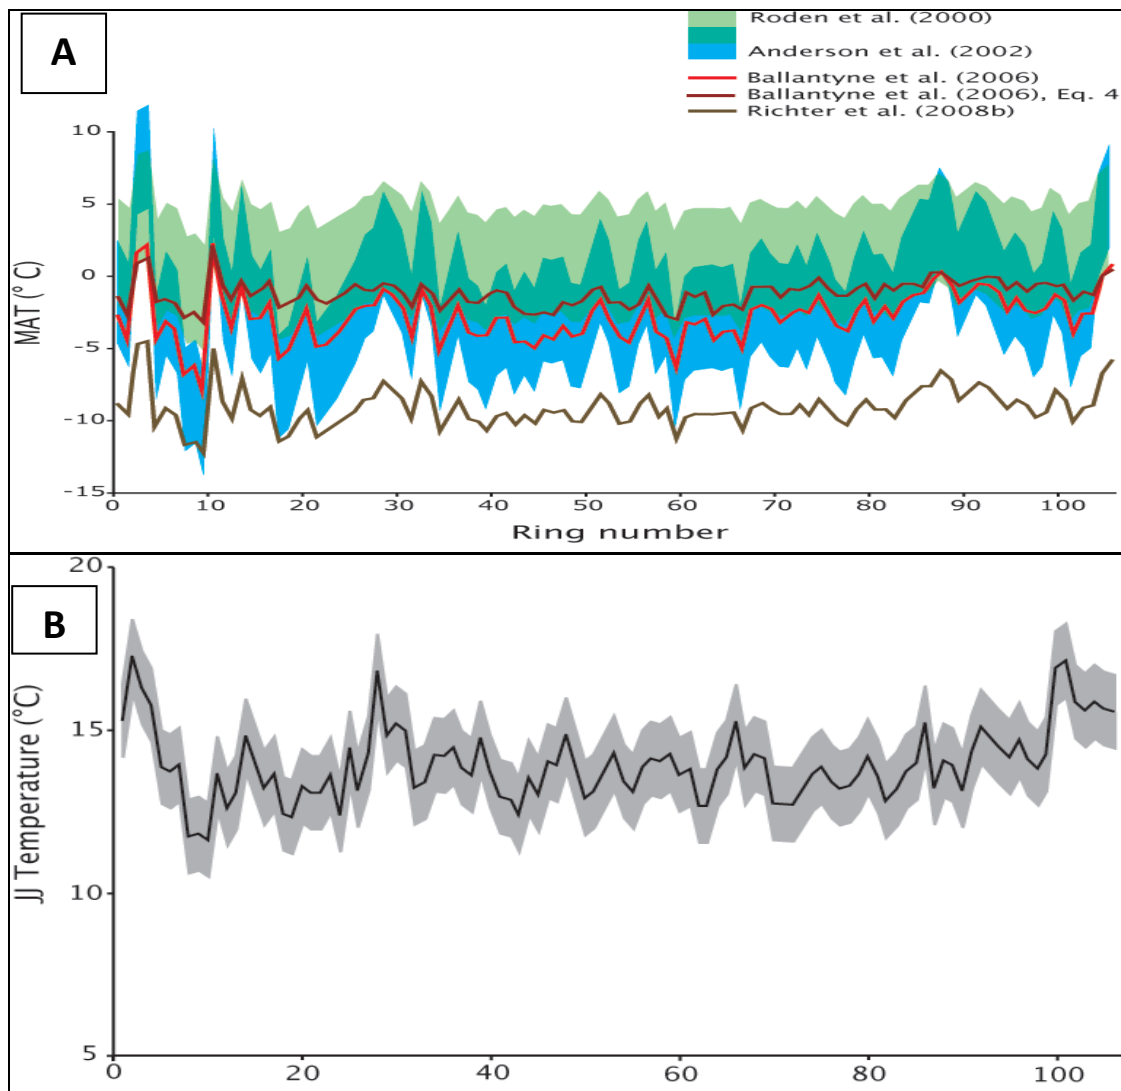 A
Roden et al. (2000)
Anderson et al. (2002)
Ballantyne et al. (2006)
Ballantyne et al. (2006), Eq. 4
Richter et al. (2008b)
MAT (° C)
10
5
0
-5
-10
-15
0 10 20 30 40 50 60 70 80 90 100
Ring number
B
JJ Temperature (°C)
20
15
10
5
0 20 40 60 80 100